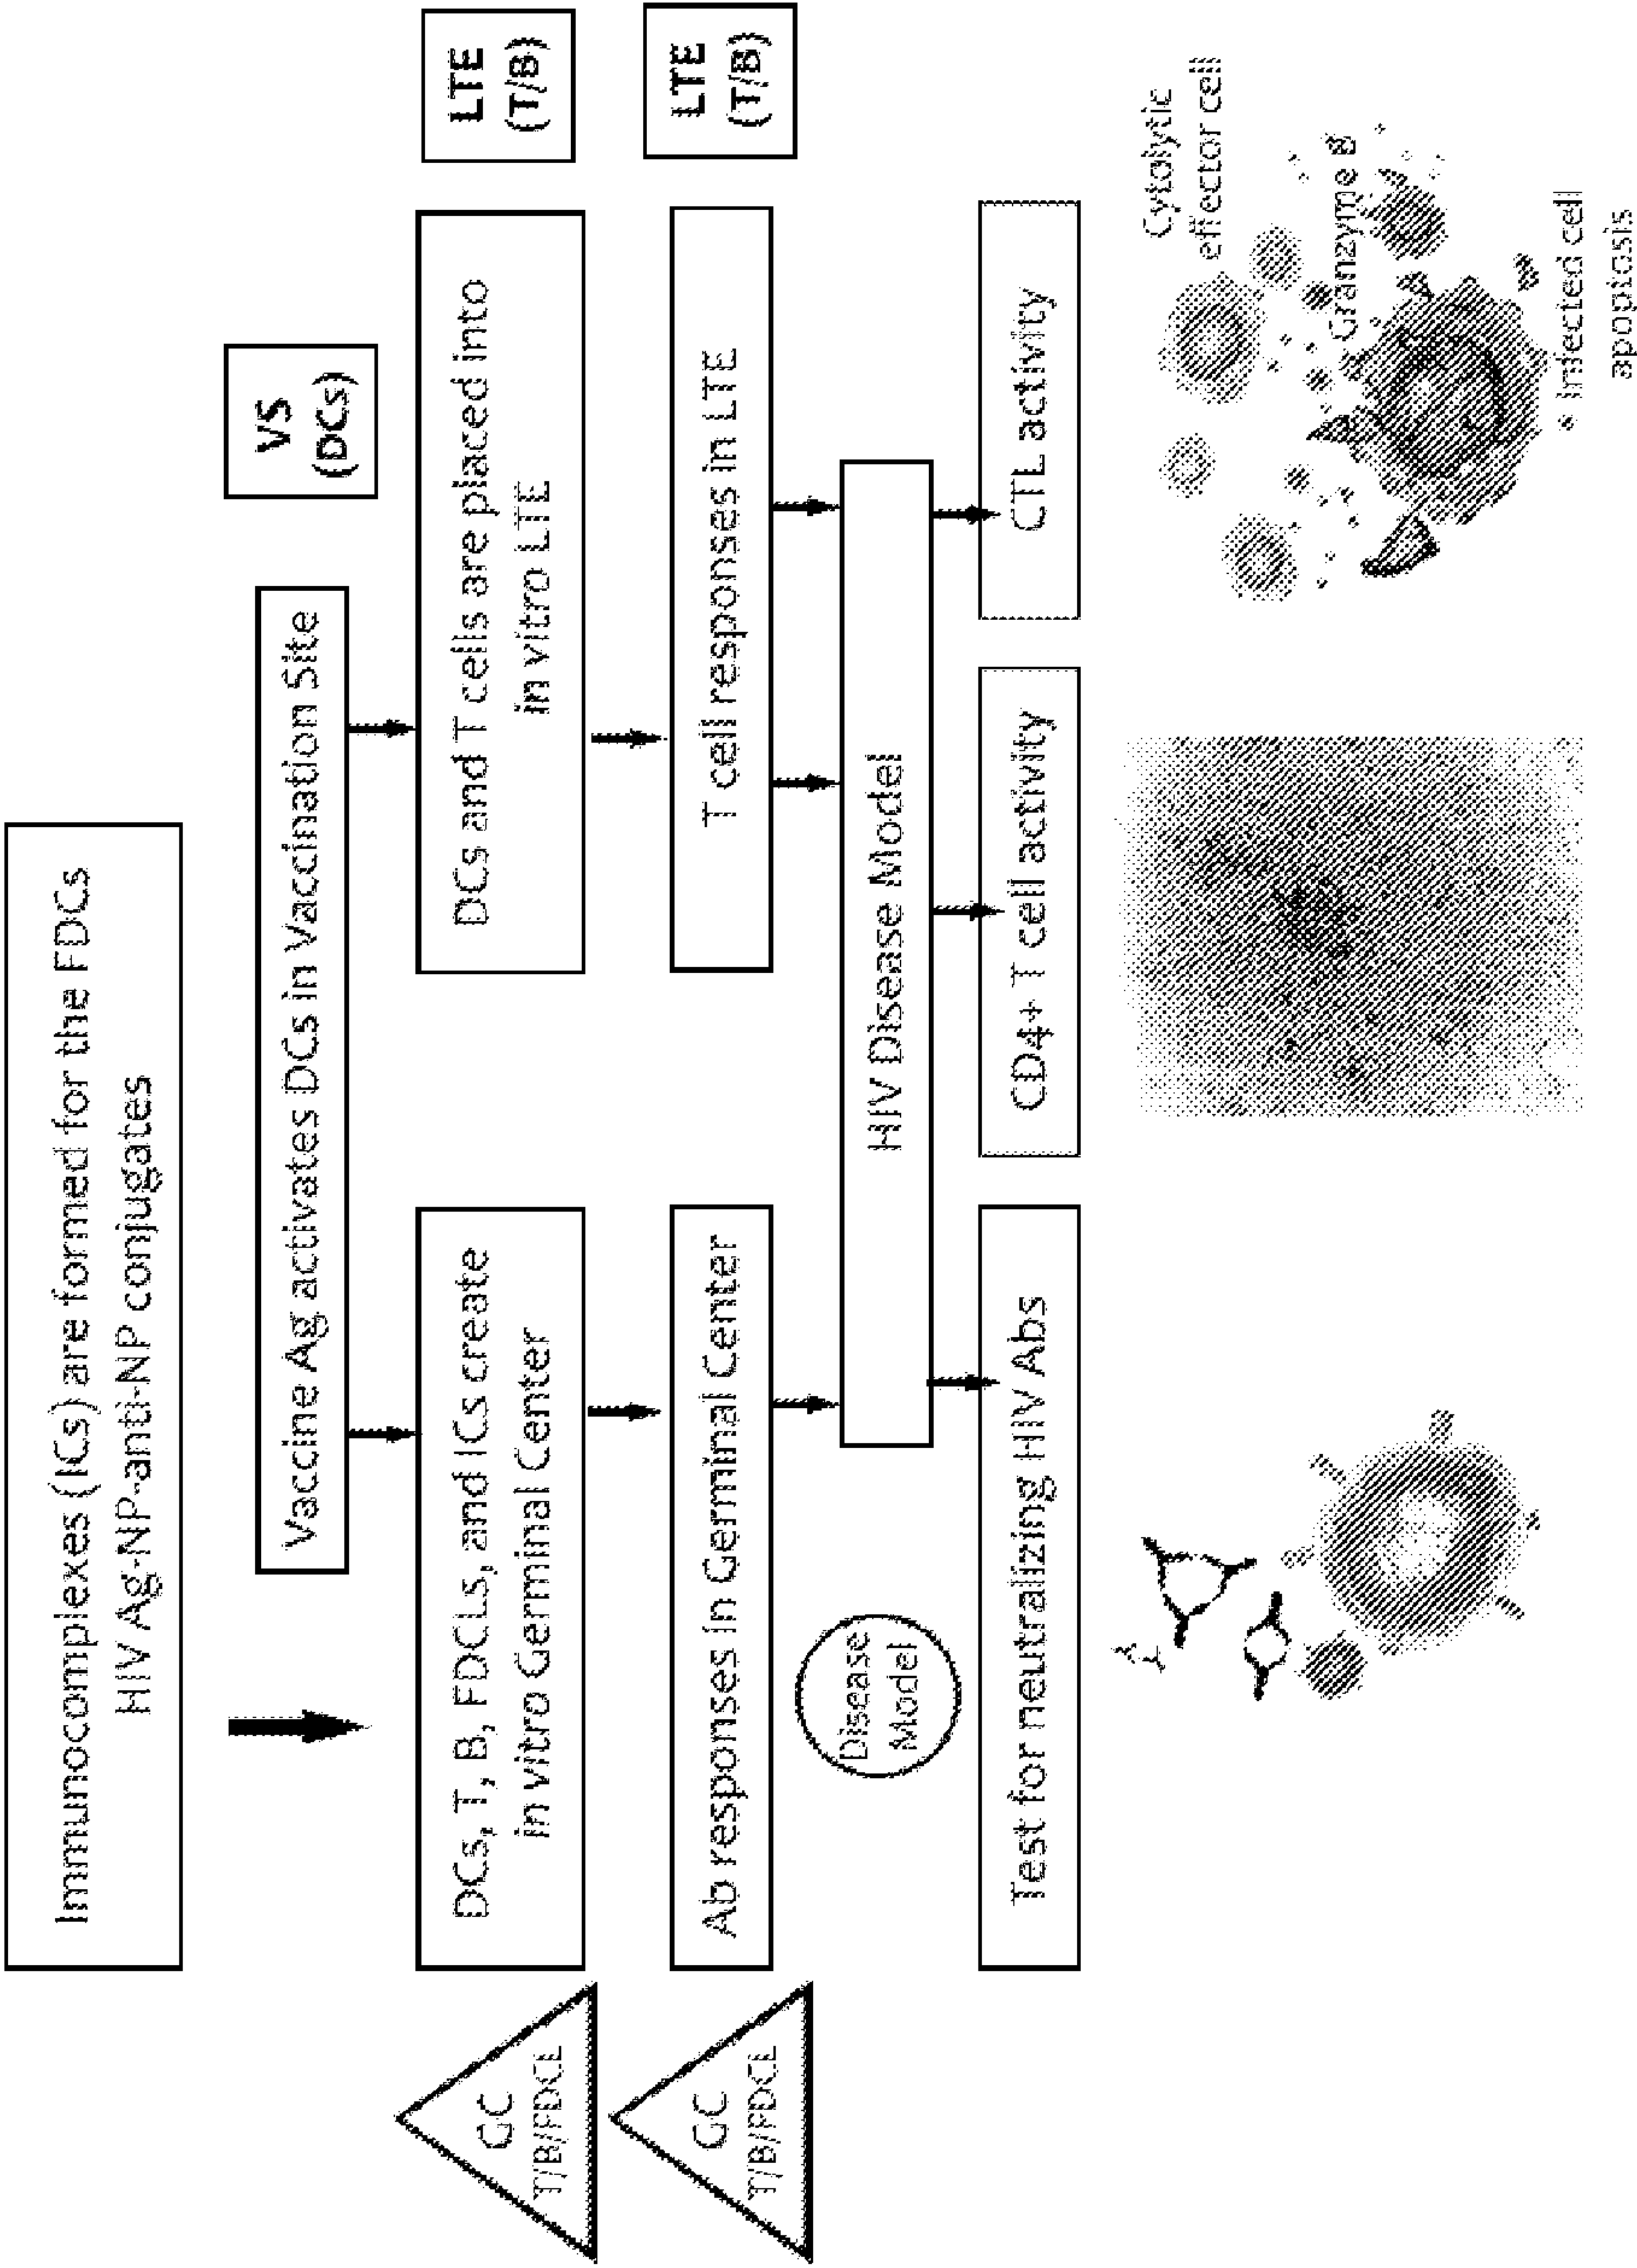 Immunocomplexes (ICs) are formed for the FDCs
HIV Ag-NP-anti-NP conjugates
Vaccine Ag activates DCs in Vaccination Site
VS
(DCs)
GC
T/B/FDCL
DCs, T, B, FDCLs, and ICs create
in vitro Germinal Center
DCs and T cells are placed into
in vitro LTE
LTE
(T/B)
GC
T/B/FDCL
Ab responses in Germinal Center
T cell responses in LTE
LTE
(T/B)
Disease
Model
HIV Disease Model
Test for neutralizing HIV Abs
CD4+ T cell activity
CTL activity
Cytolytic
effector cell
Granzyme B
• Infected cell
apoptosis